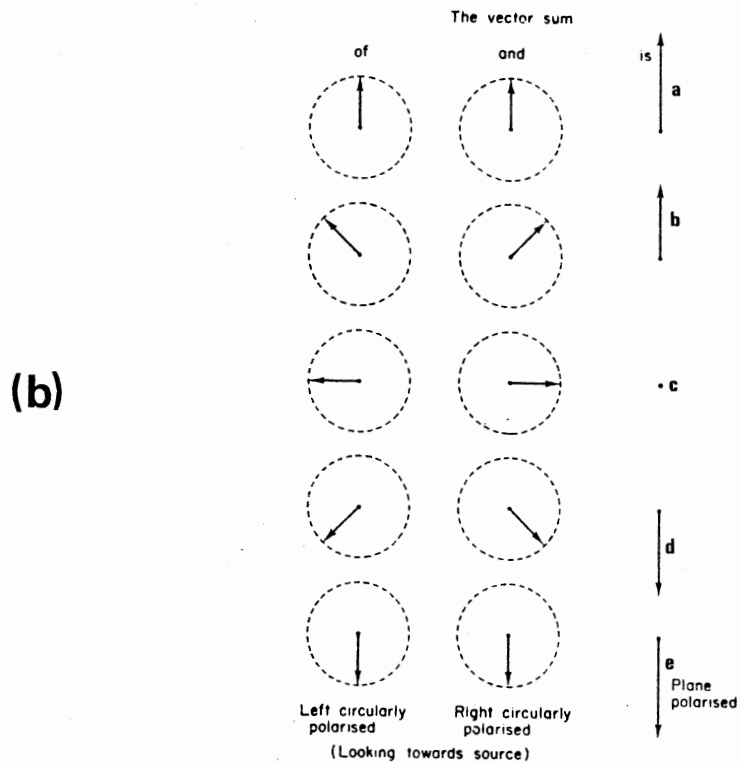 The vector sum
of and is
a
b
(b)
c
d
e
Plane
polarised
Left circularly
polarised
Right circularly
polarised
(Looking towards source)